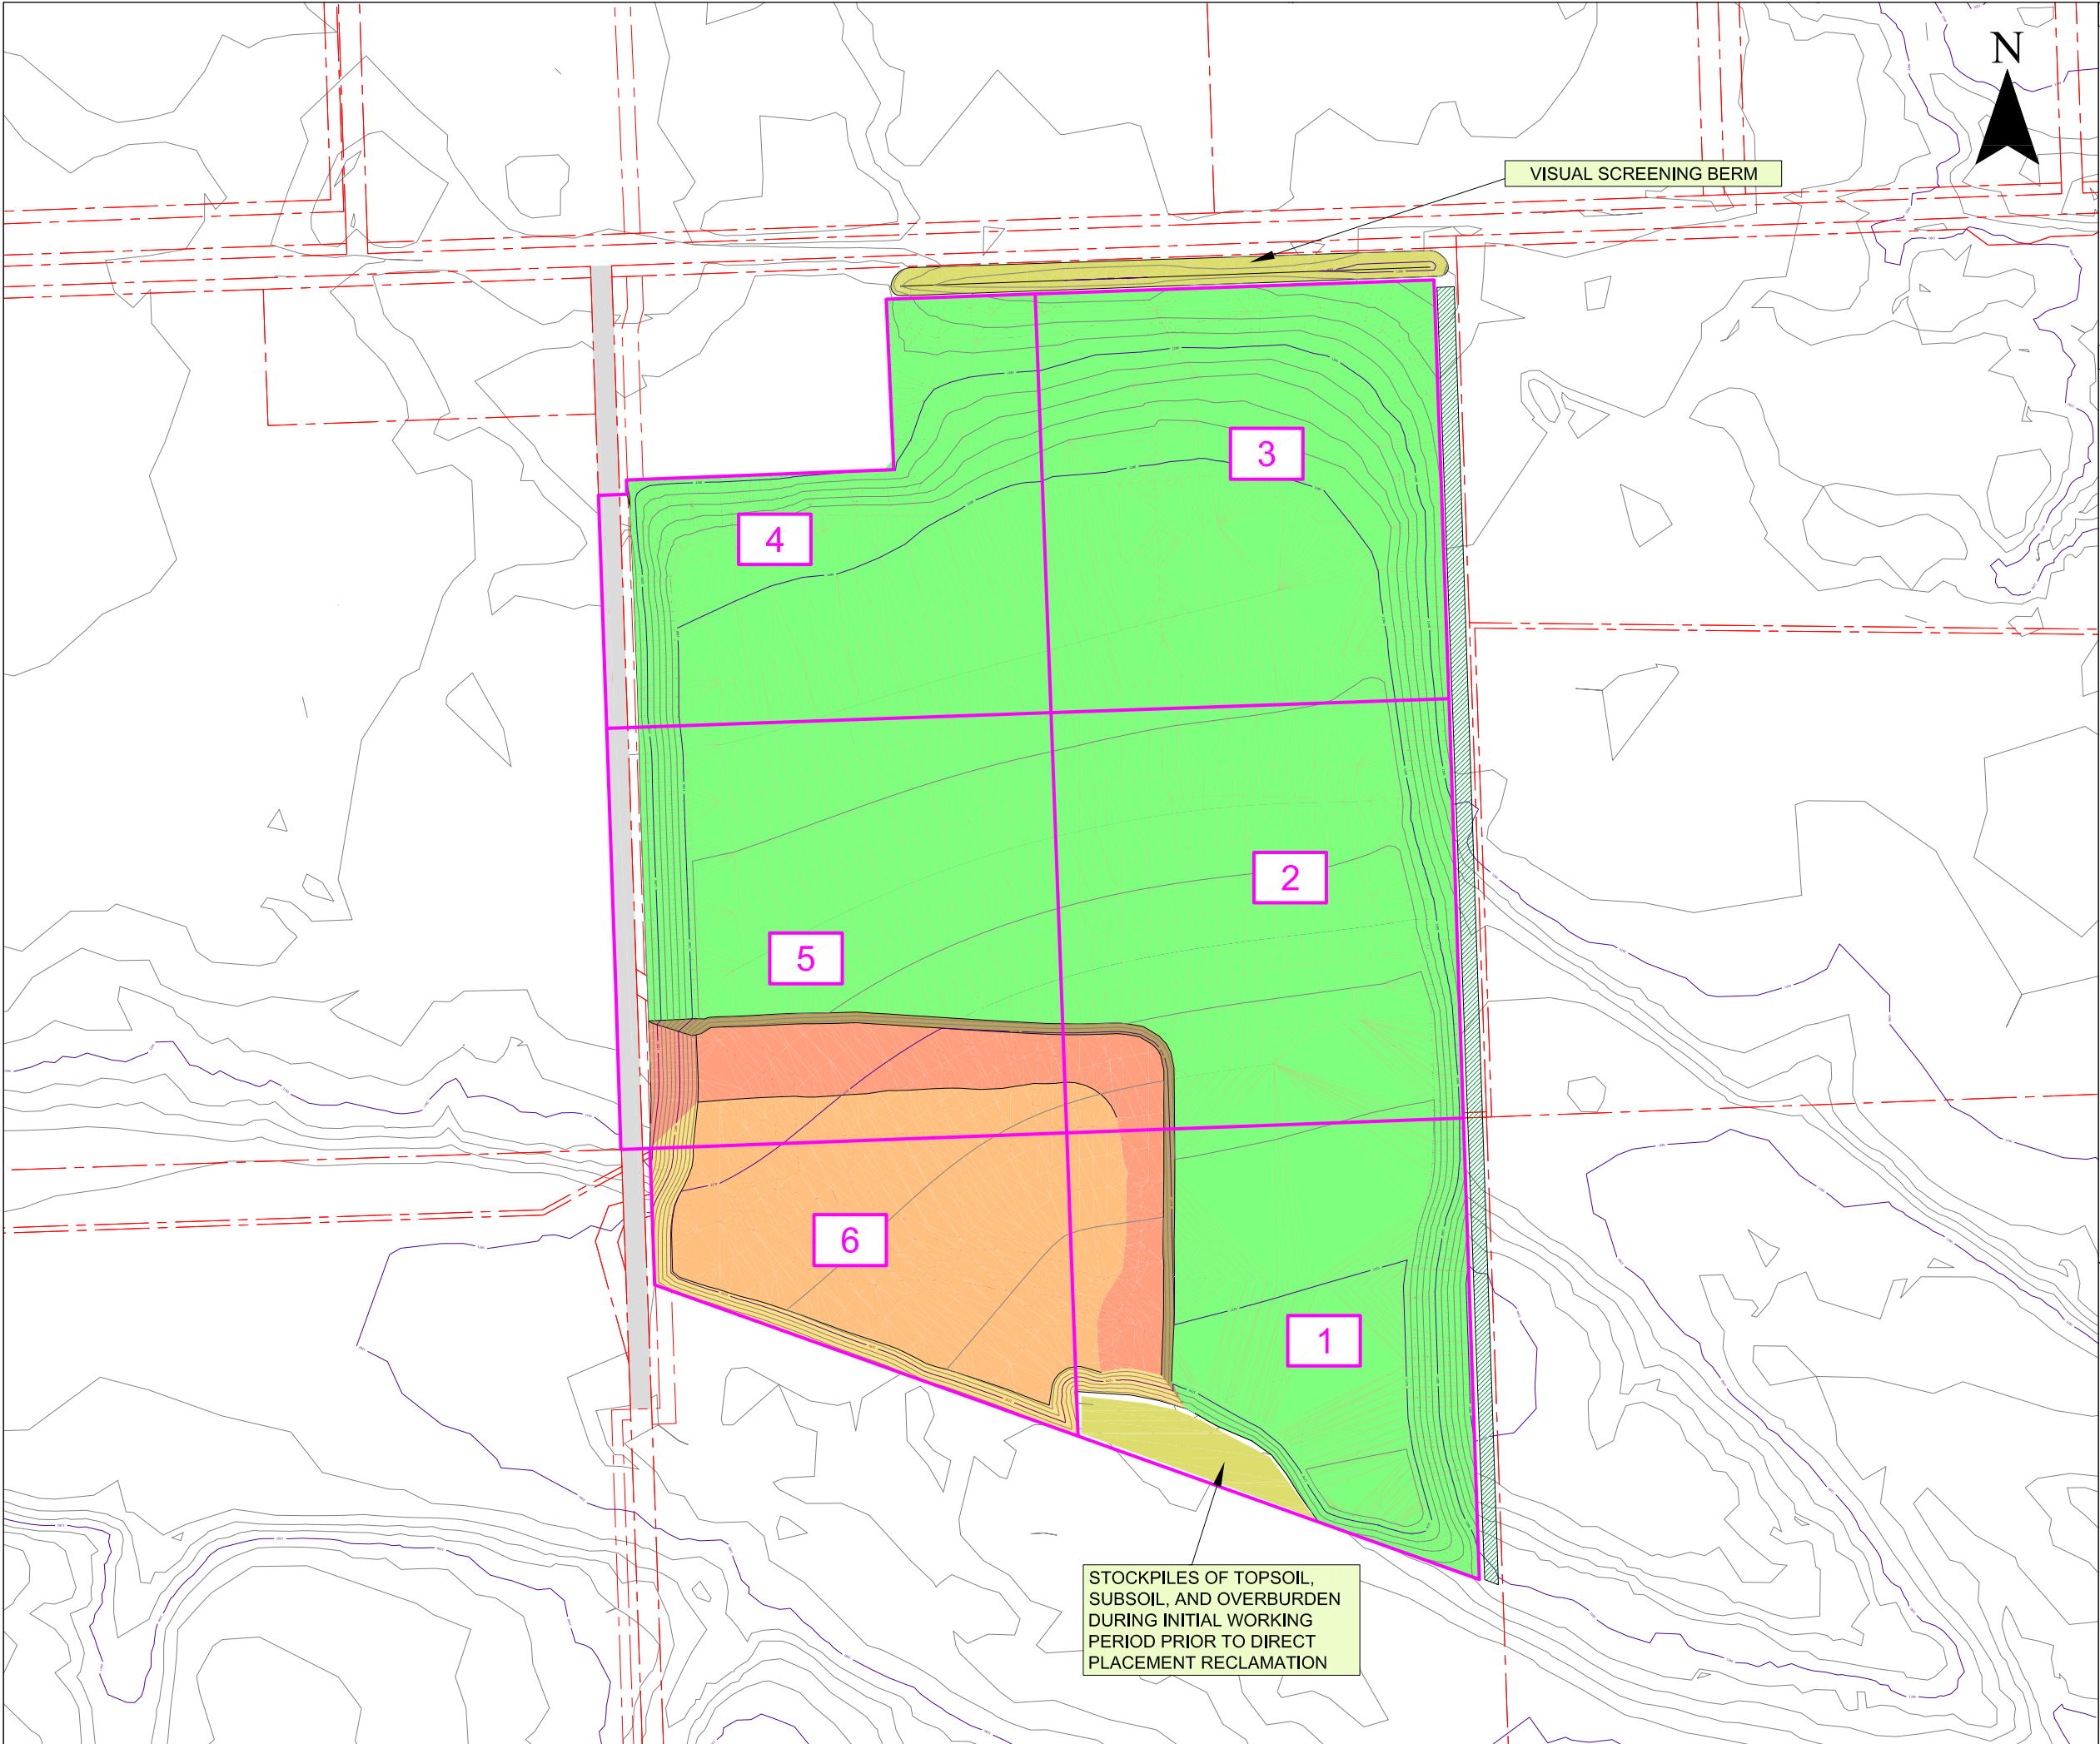 N
VISUAL SCREENING BERM
3
4
2
5
6
1
STOCKPILES OF TOPSOIL,
SUBSOIL, AND OVERBURDEN
DURING INITIAL WORKING
PERIOD PRIOR TO DIRECT
PLACEMENT RECLAMATION